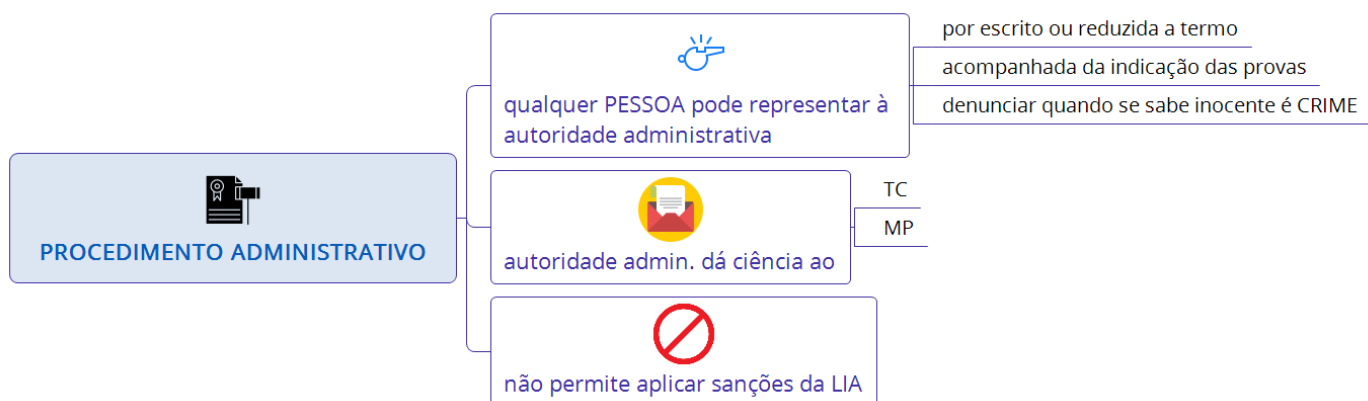 PROCEDIMENTO ADMINISTRATIVO
qualquer PESSOA pode representar à
autoridade administrativa
por escrito ou reduzida a termo
acompanhada da indicação das provas
denunciar quando se sabe inocente é CRIME
autoridade admin. dá ciência ao
TC
MP
não permite aplicar sanções da LIA